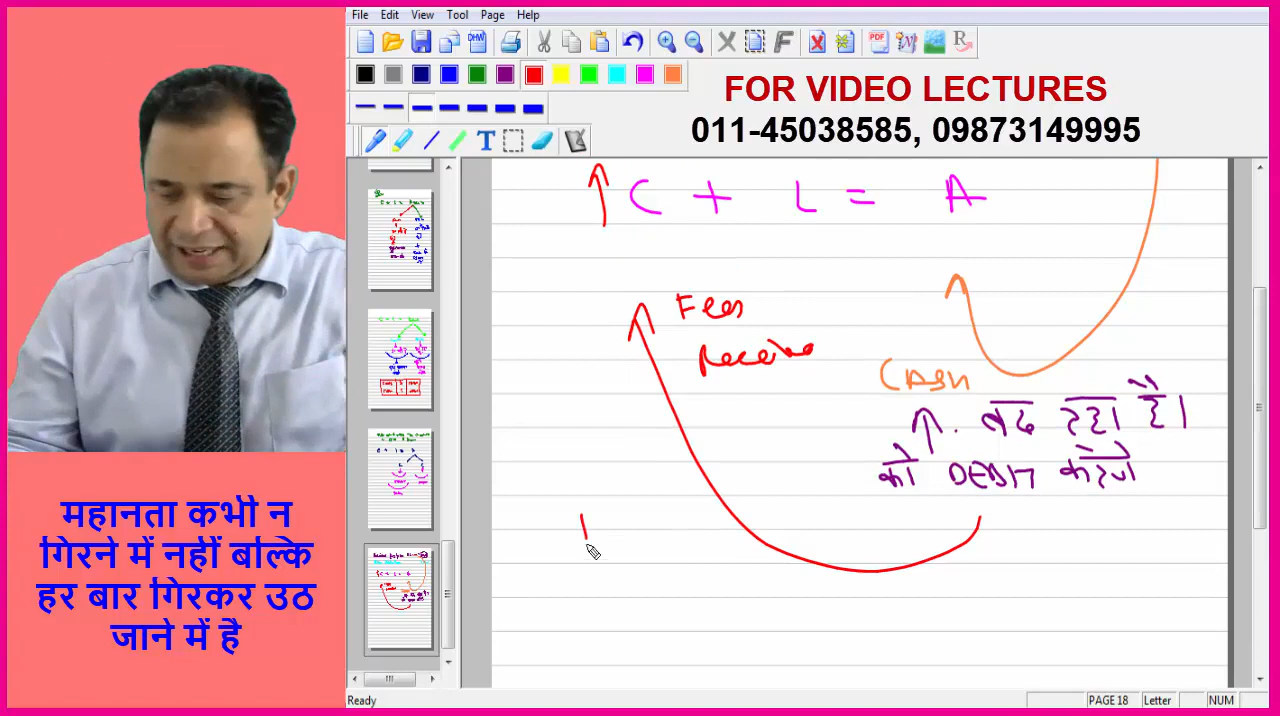 File Edit View Tool Page Help
FOR VIDEO LECTURES
011-45038585, 09873149995
C + L = A
Fees
Receive
CASH
↑. बढ़ रहा है
को DEBIT करेंगे
महानता कभी न
गिरने में नहीं बल्कि
हर बार गिरकर उठ
जाने में है
Ready
PAGE 18 Letter NUM